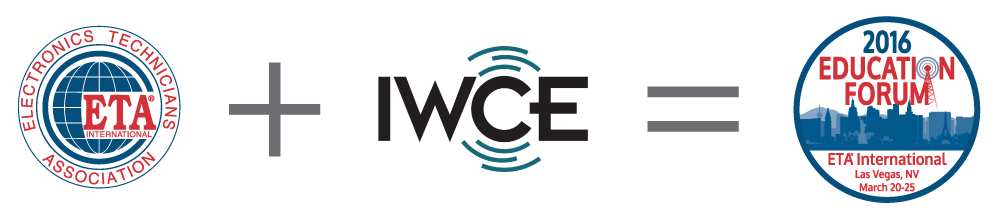 ELECTRONICS TECHNICIANS
ETA®
INTERNATIONAL
ASSOCIATION
+
IWCE
=
2016
EDUCATION
FORUM
ETA® International
Las Vegas, NV
March 20-25